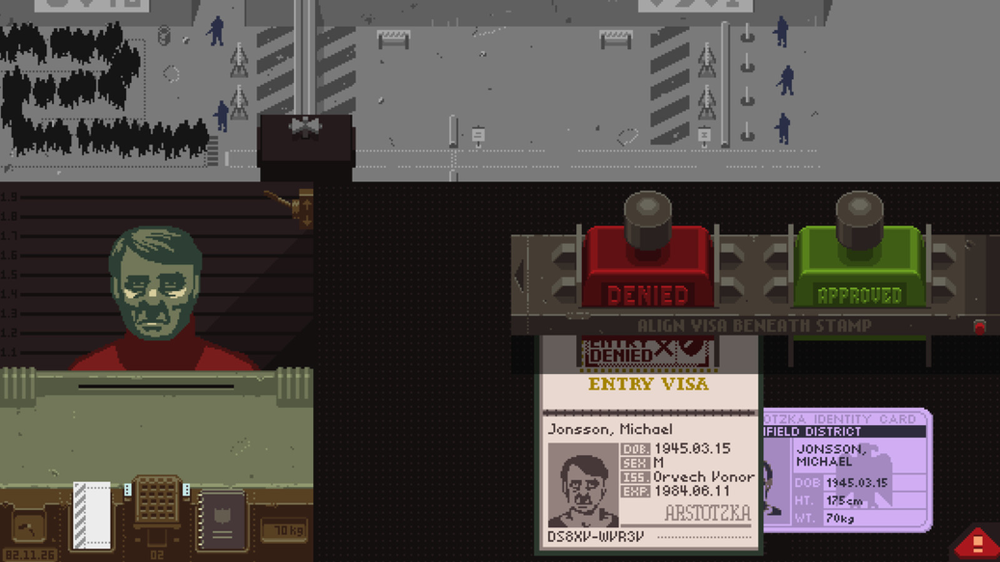 1.9
1.8
1.7
1.6
1.5
1.4
1.3
1.2
1.1
DENIED
APPROVED
ALIGN VISA BENEATH STAMP
ENTRY
DENIED
ENTRY VISA
Jonsson, Michael
DOB. 1945.03.15
SEX M
ISS. Orvech Vonor
EXP. 1984.06.11
ARSTOTZKA
DS8XV-WVR3V
OTZKA IDENTITY CARD
FIELD DISTRICT
JONSSON,
MICHAEL
DOB 1945.03.15
HT. 175cm
WT. 70kg
70kg
82.11.26
02